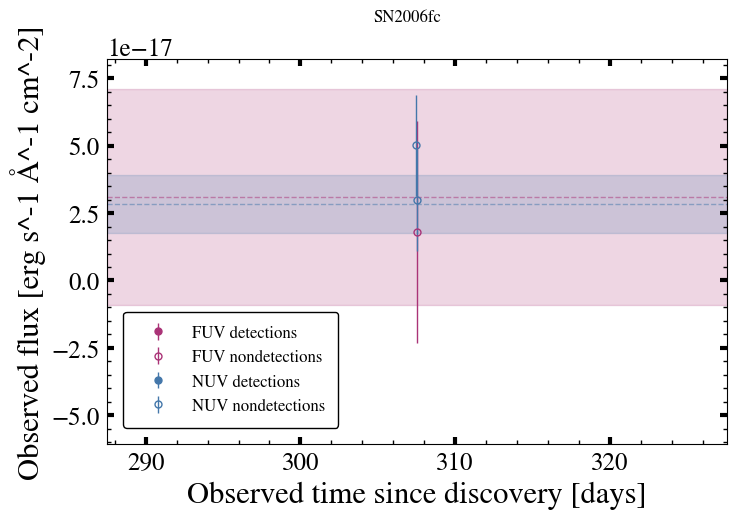 SN2006fc
1e−17
7.5
5.0
2.5
0.0
−2.5
−5.0
Observed flux [erg s^-1 Å^-1 cm^-2]
FUV detections
FUV nondetections
NUV detections
NUV nondetections
290
300
310
320
Observed time since discovery [days]